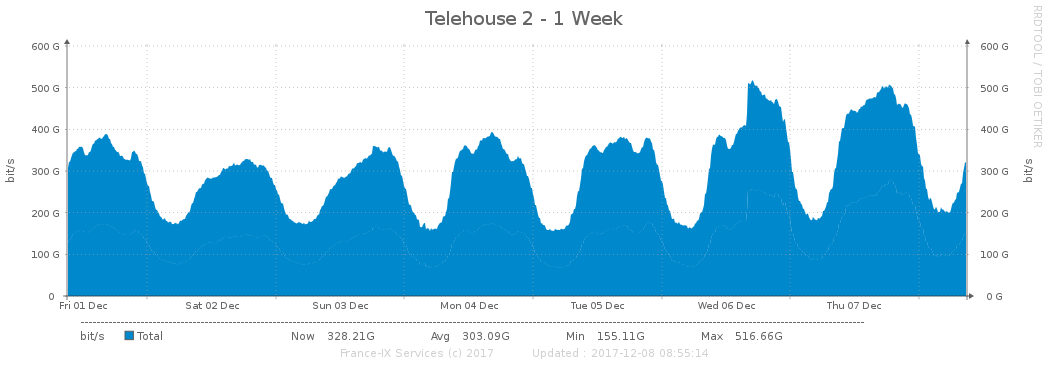 Telehouse 2 - 1 Week
RRDTOOL / TOBI OETIKER
600 G 600 G
500 G 500 G
400 G 400 G
300 G 300 G
200 G 200 G
100 G 100 G
0 0 G
bit/s bit/s
Fri 01 Dec Sat 02 Dec Sun 03 Dec Mon 04 Dec Tue 05 Dec Wed 06 Dec Thu 07 Dec
bit/s Total Now 328.21G Avg 303.09G Min 155.11G Max 516.66G
France-IX Services (c) 2017 Updated : 2017-12-08 08:55:14